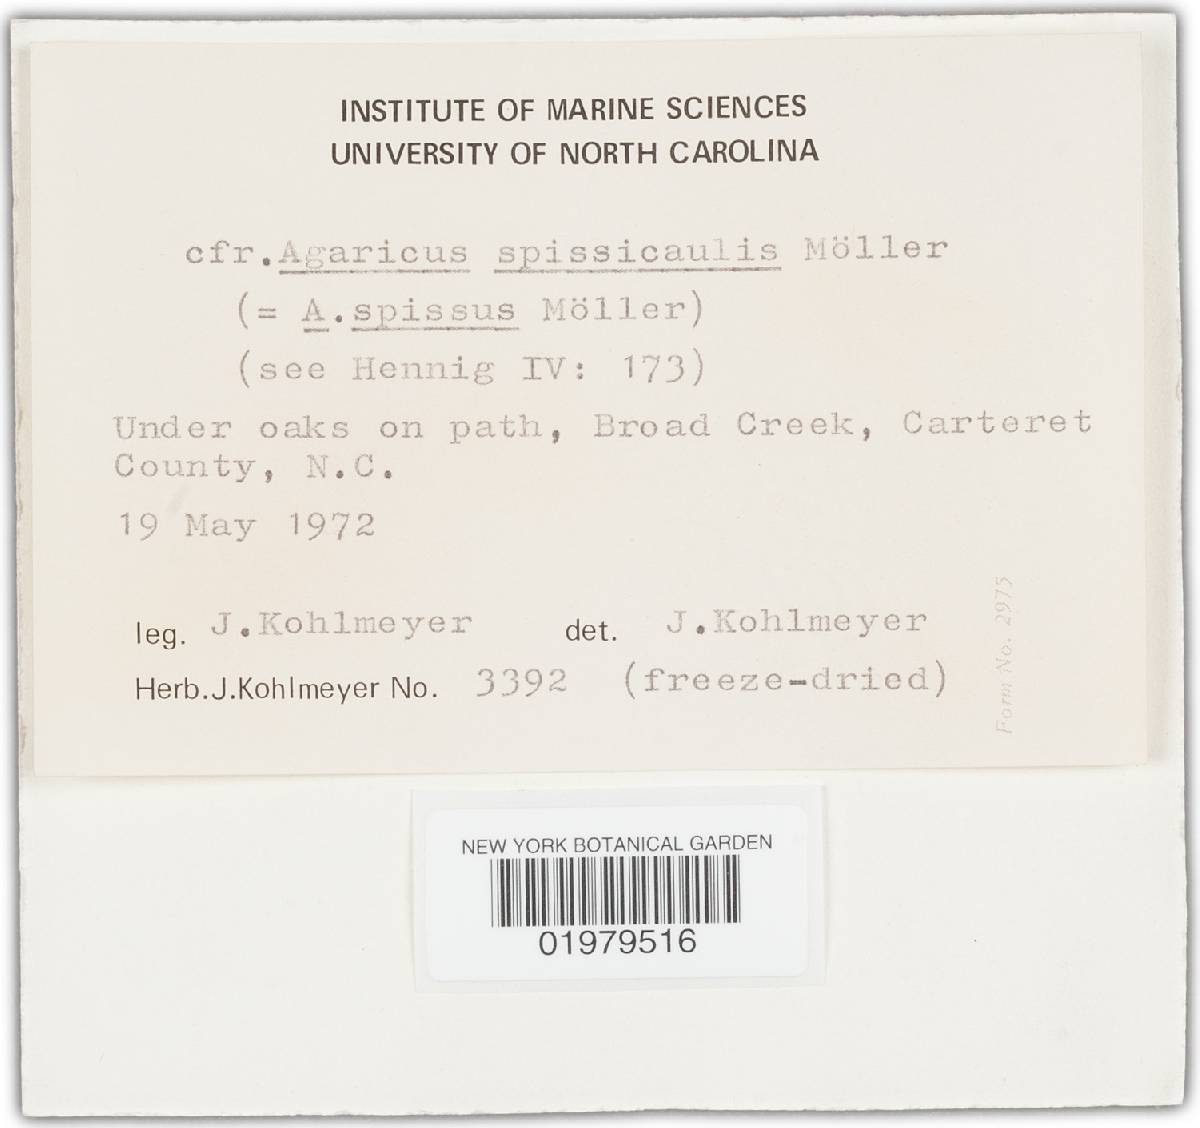 INSTITUTE OF MARINE SCIENCES
UNIVERSITY OF NORTH CAROLINA
cfr.Agaricus spissicaulis Möller
(= A.spissus Möller)
(see Hennig IV: 173)
Under oaks on path, Broad Creek, Carteret
County, N.C.
19 May 1972
leg. J.Kohlmeyer det. J.Kohlmeyer
Herb.J.Kohlmeyer No. 3392 (freeze-dried)
Form No. 2975
NEW YORK BOTANICAL GARDEN
01979516